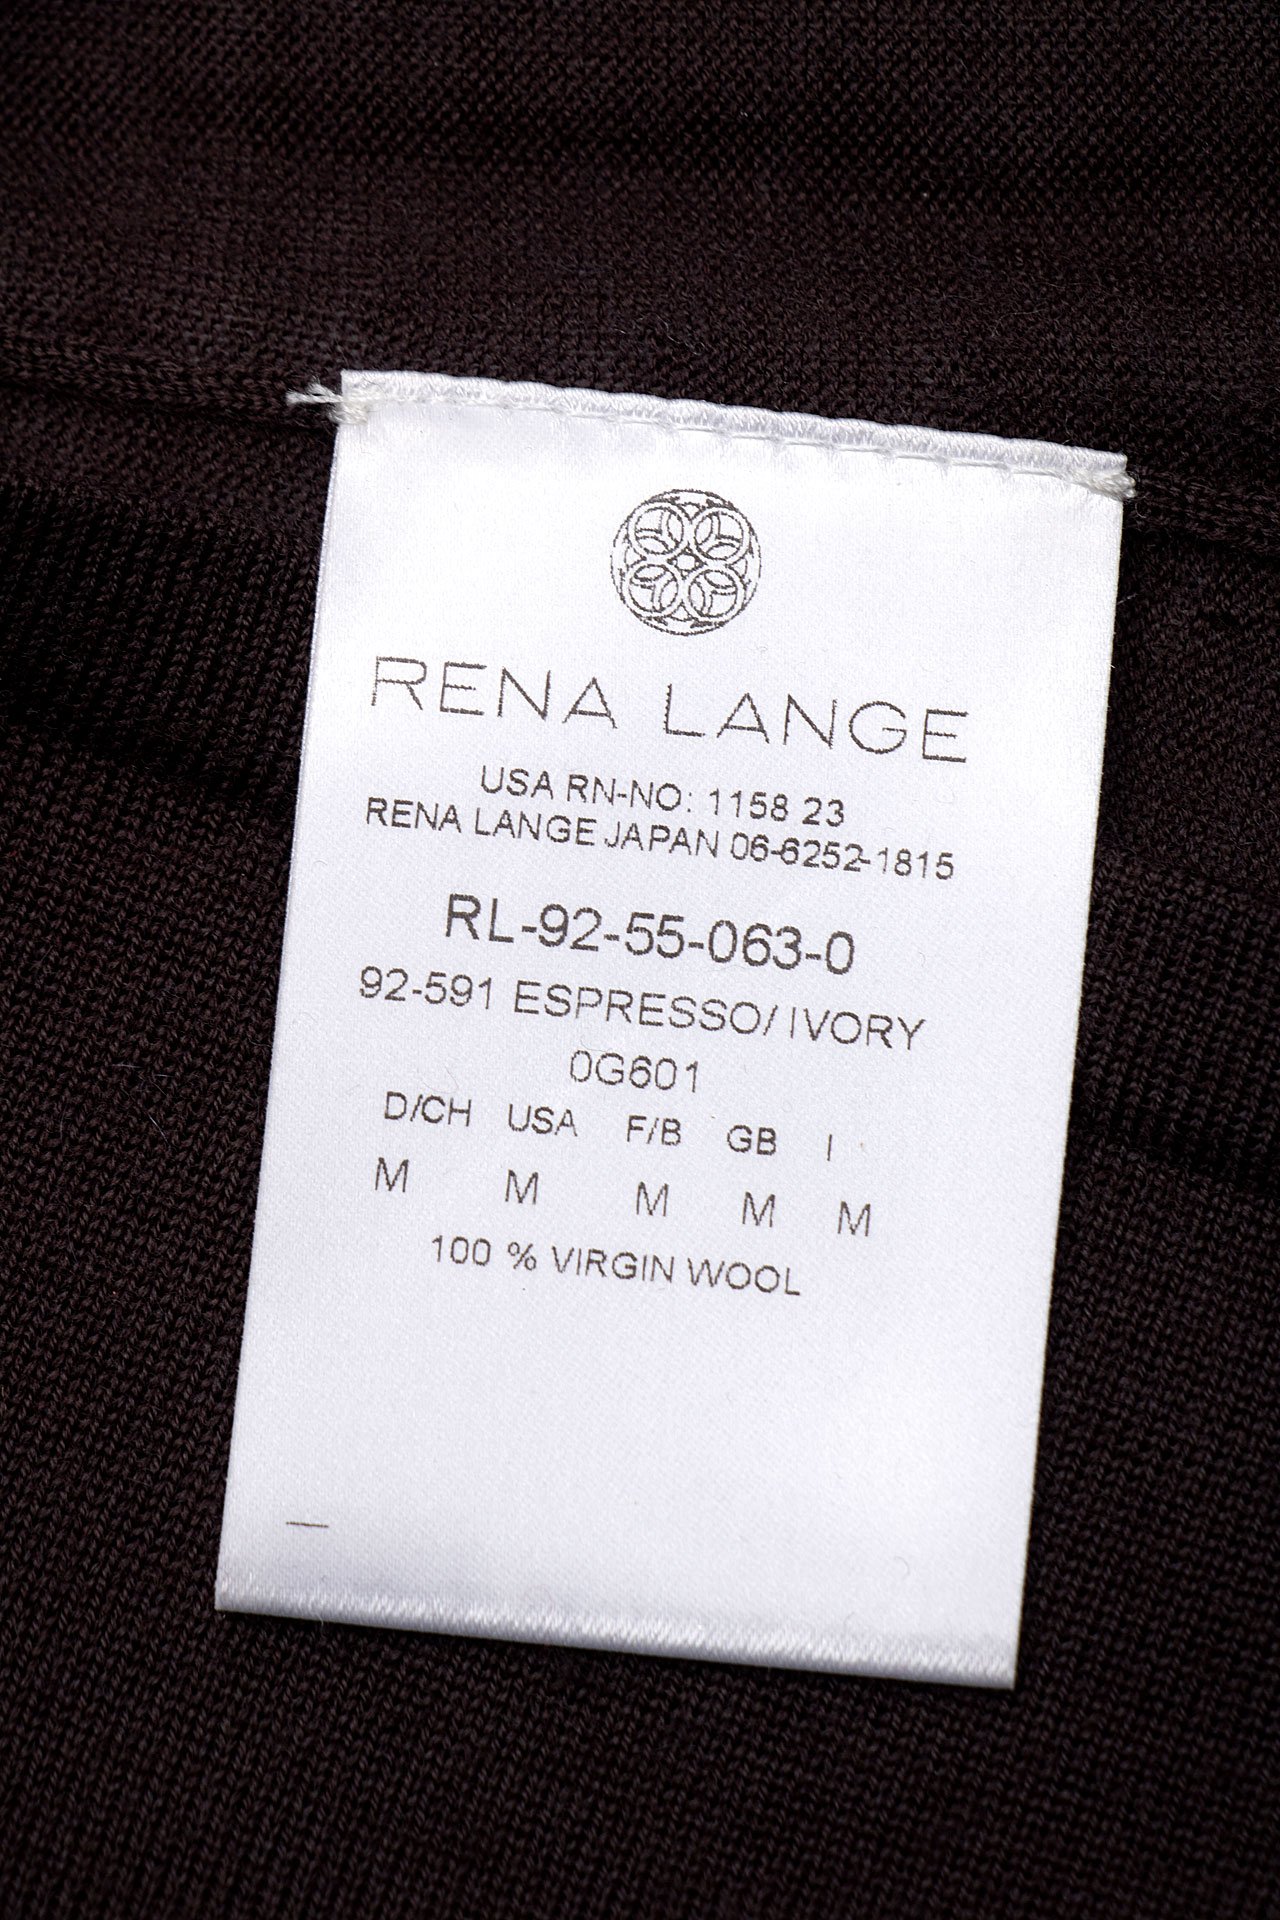 RENA LANGE
USA RN-NO: 1158 23
RENA LANGE JAPAN 06-6252-1815
RL-92-55-063-0
92-591 ESPRESSO/ IVORY
0G601
D/CH USA F/B GB I
M M M M M
100 % VIRGIN WOOL